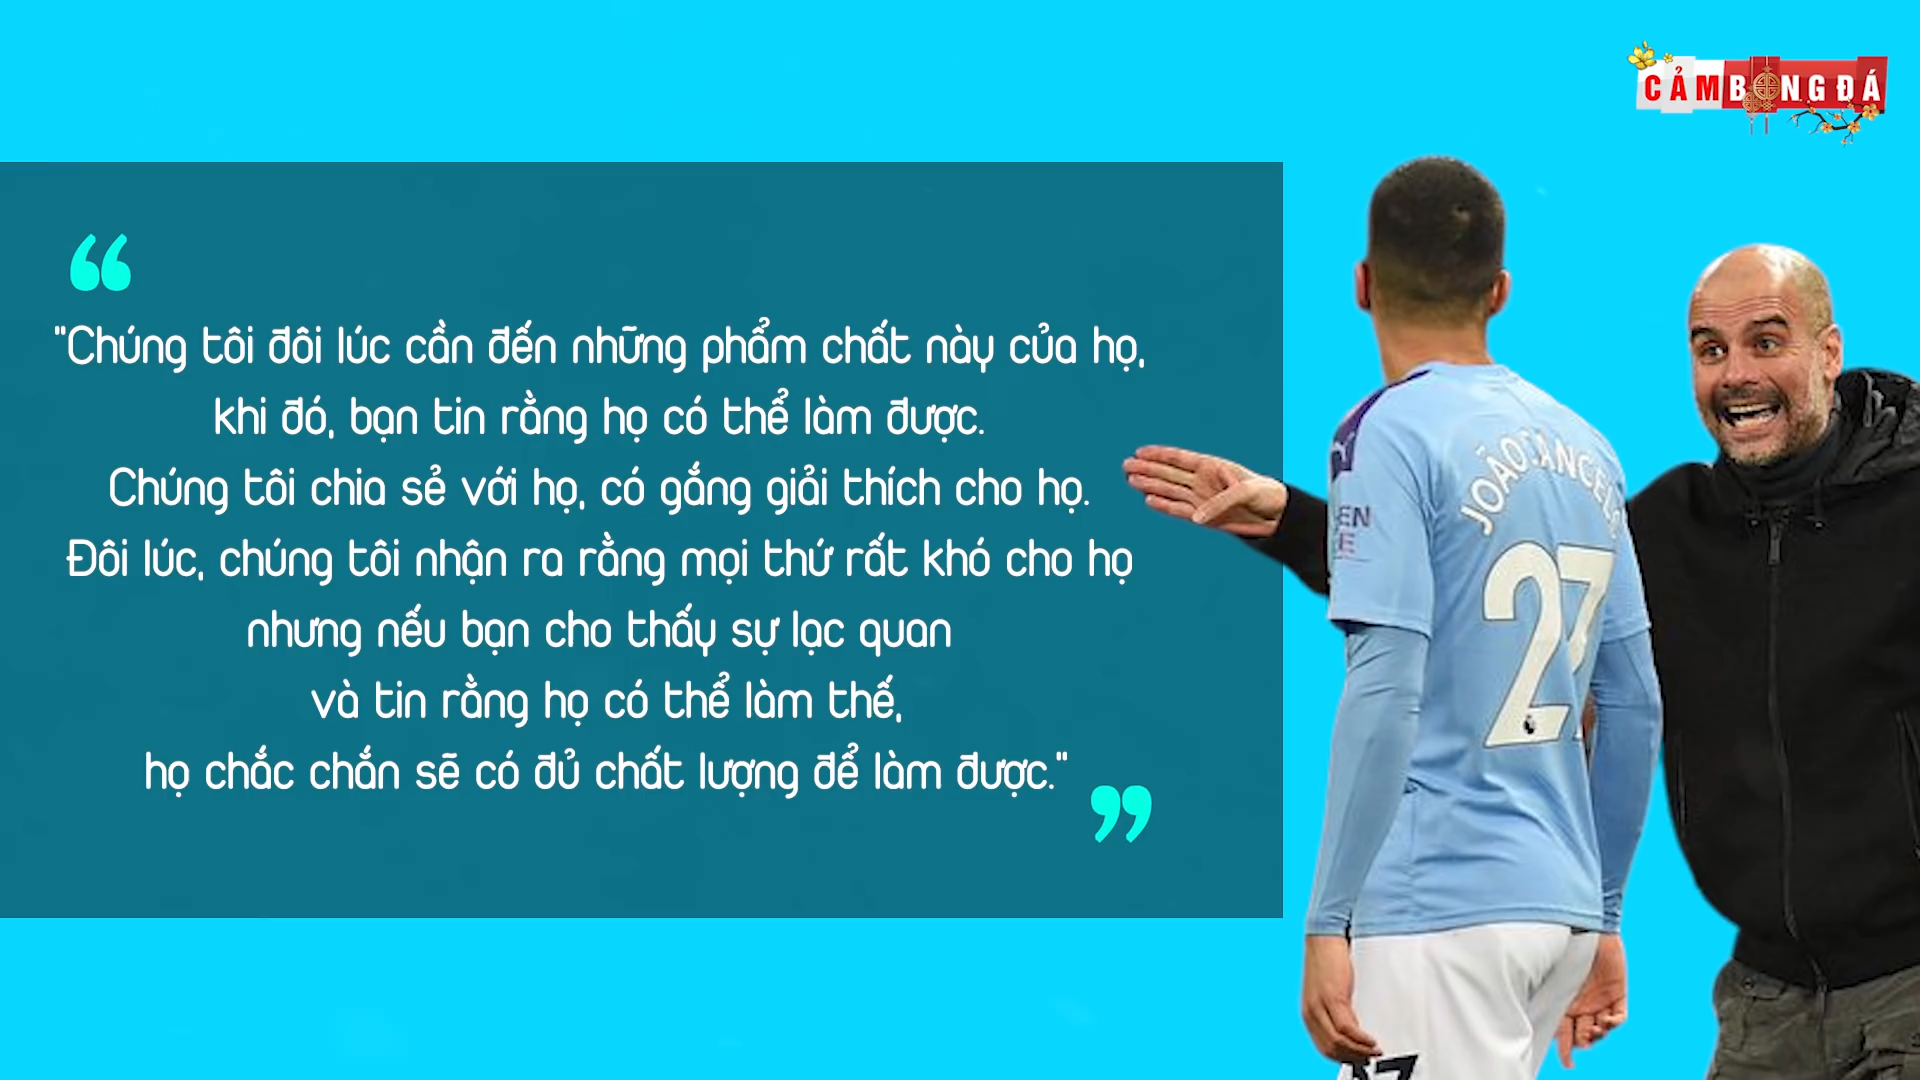 CẢMBÓNGĐÁ
"Chúng tôi đôi lúc cần đến những phẩm chất này của họ,
khi đó, bạn tin rằng họ có thể làm được.
Chúng tôi chia sẻ với họ, có gắng giải thích cho họ.
Đôi lúc, chúng tôi nhận ra rằng mọi thứ rất khó cho họ
nhưng nếu bạn cho thấy sự lạc quan
và tin rằng họ có thể làm thế,
họ chắc chắn sẽ có đủ chất lượng để làm được."
JOÃO CANCELO
27